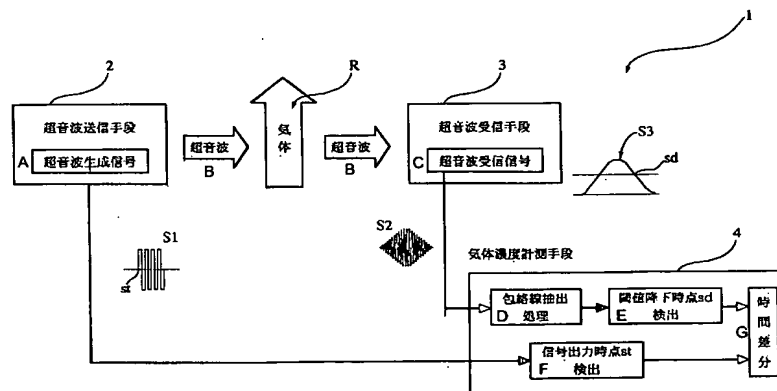 1
2
R
3
超音波送信手段
A 超音波生成信号
超音波
B
気体
超音波
B
超音波受信手段
C 超音波受信信号
S3
sd
S1
st
S2
4
気体濃度計測手段
包絡線抽出
D 処理
閾値降下時点sd
E 検出
時間差分
G
信号出力時点st
F 検出